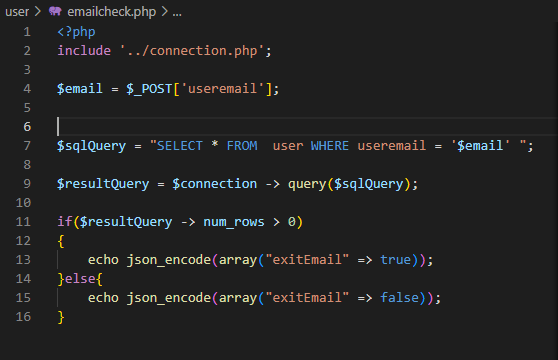 user > emailcheck.php > ...
1 <?php
2 include '../connection.php';
3
4 $email = $_POST['useremail'];
5
6
7 $sqlQuery = "SELECT * FROM  user WHERE useremail = '$email' ";
8
9 $resultQuery = $connection -> query($sqlQuery);
10
11 if($resultQuery -> num_rows > 0)
12 {
13     echo json_encode(array("exitEmail" => true));
14 }else{
15     echo json_encode(array("exitEmail" => false));
16 }